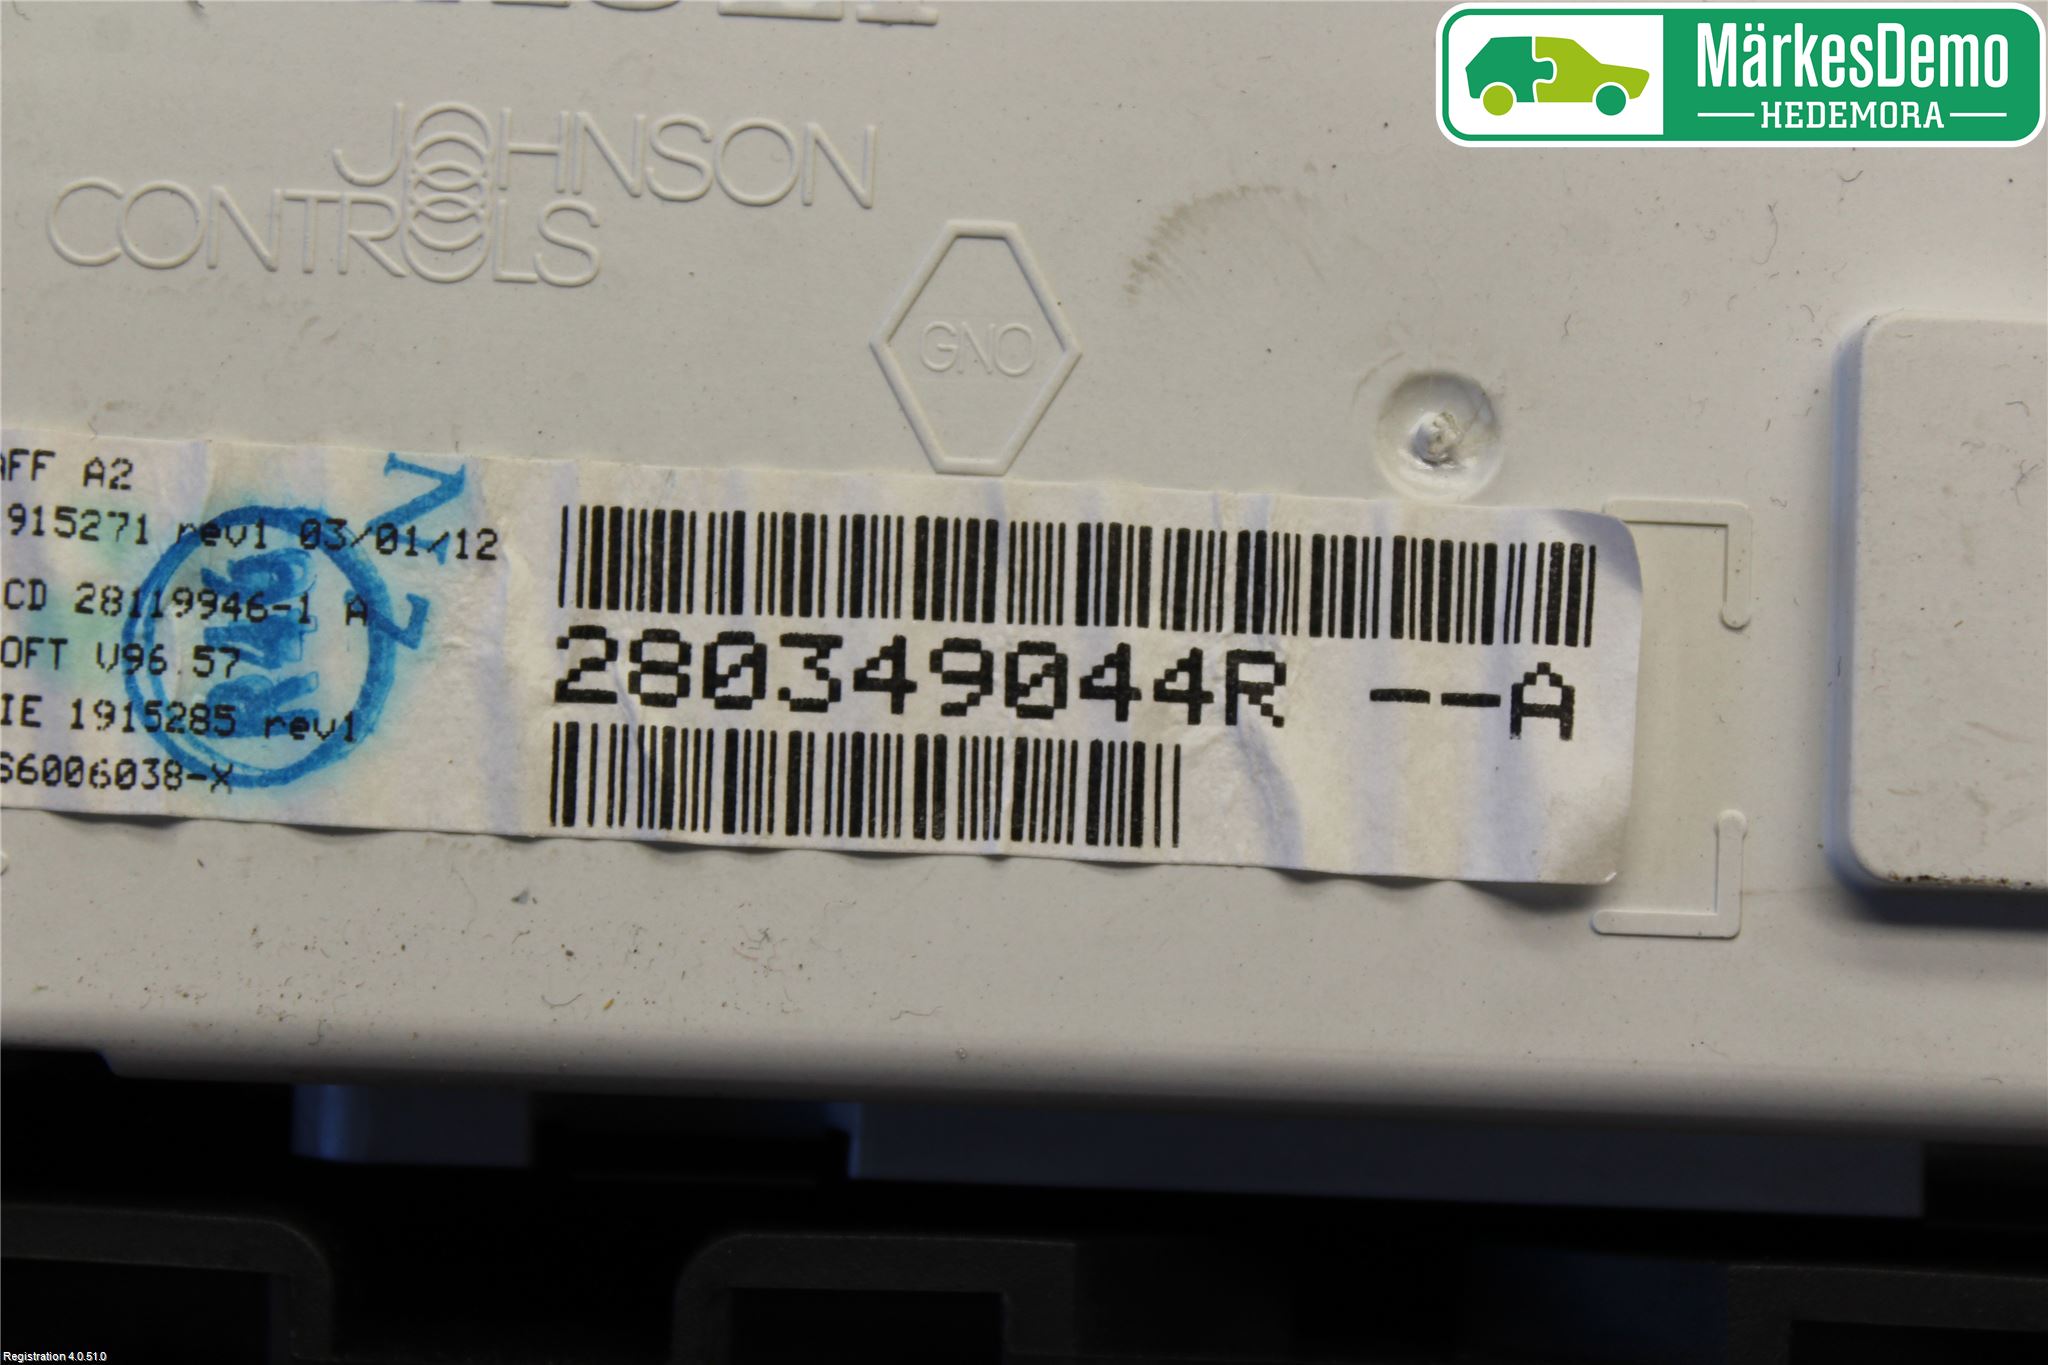 MärkesDemo
HEDEMORA
JOHNSON
CONTROLS
GNO
AFF A2
915271 rev1 03/01/12
CD 28119946-1 A
OFT V96.57
IE 1915285 rev1
S6006038-X
280349044R --A
Registration 4.0.51.0